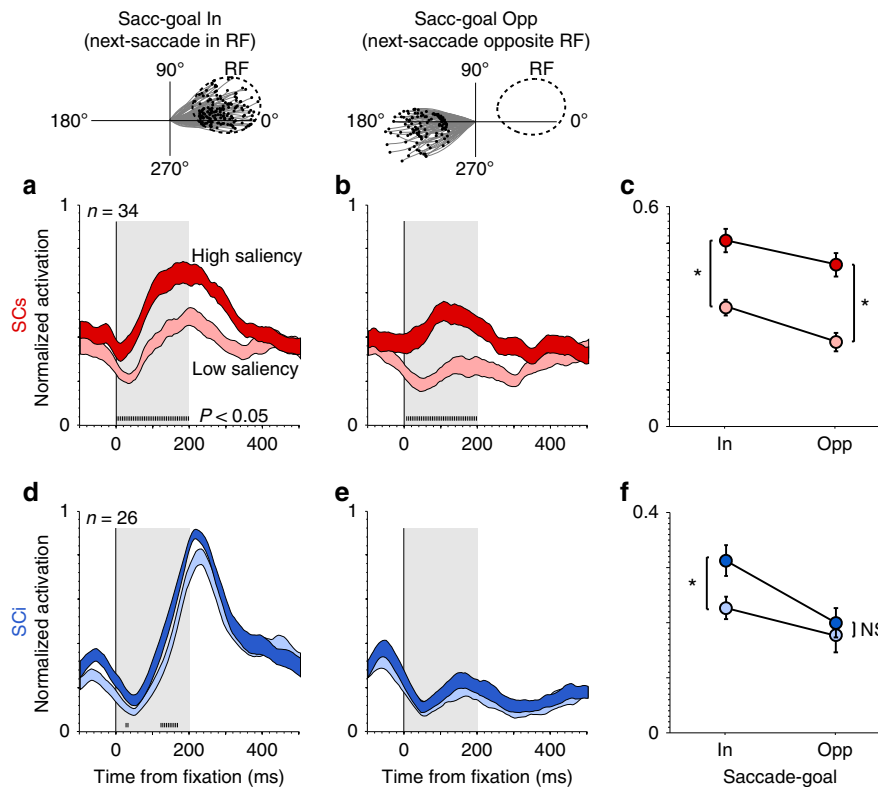 Sacc-goal In
(next-saccade in RF)
Sacc-goal Opp
(next-saccade opposite RF)
90°
RF
180°
0°
270°
90°
RF
180°
0°
270°
a
b
c
SCs
Normalized activation
1
0
n = 34
High saliency
Low saliency
P < 0.05
0
200
400
1
0
0
200
400
0.6
0
*
*
In
Opp
d
e
f
SCi
Normalized activation
1
0
n = 26
0
200
400
Time from fixation (ms)
1
0
0
200
400
Time from fixation (ms)
0.4
0
*
NS
In
Opp
Saccade-goal